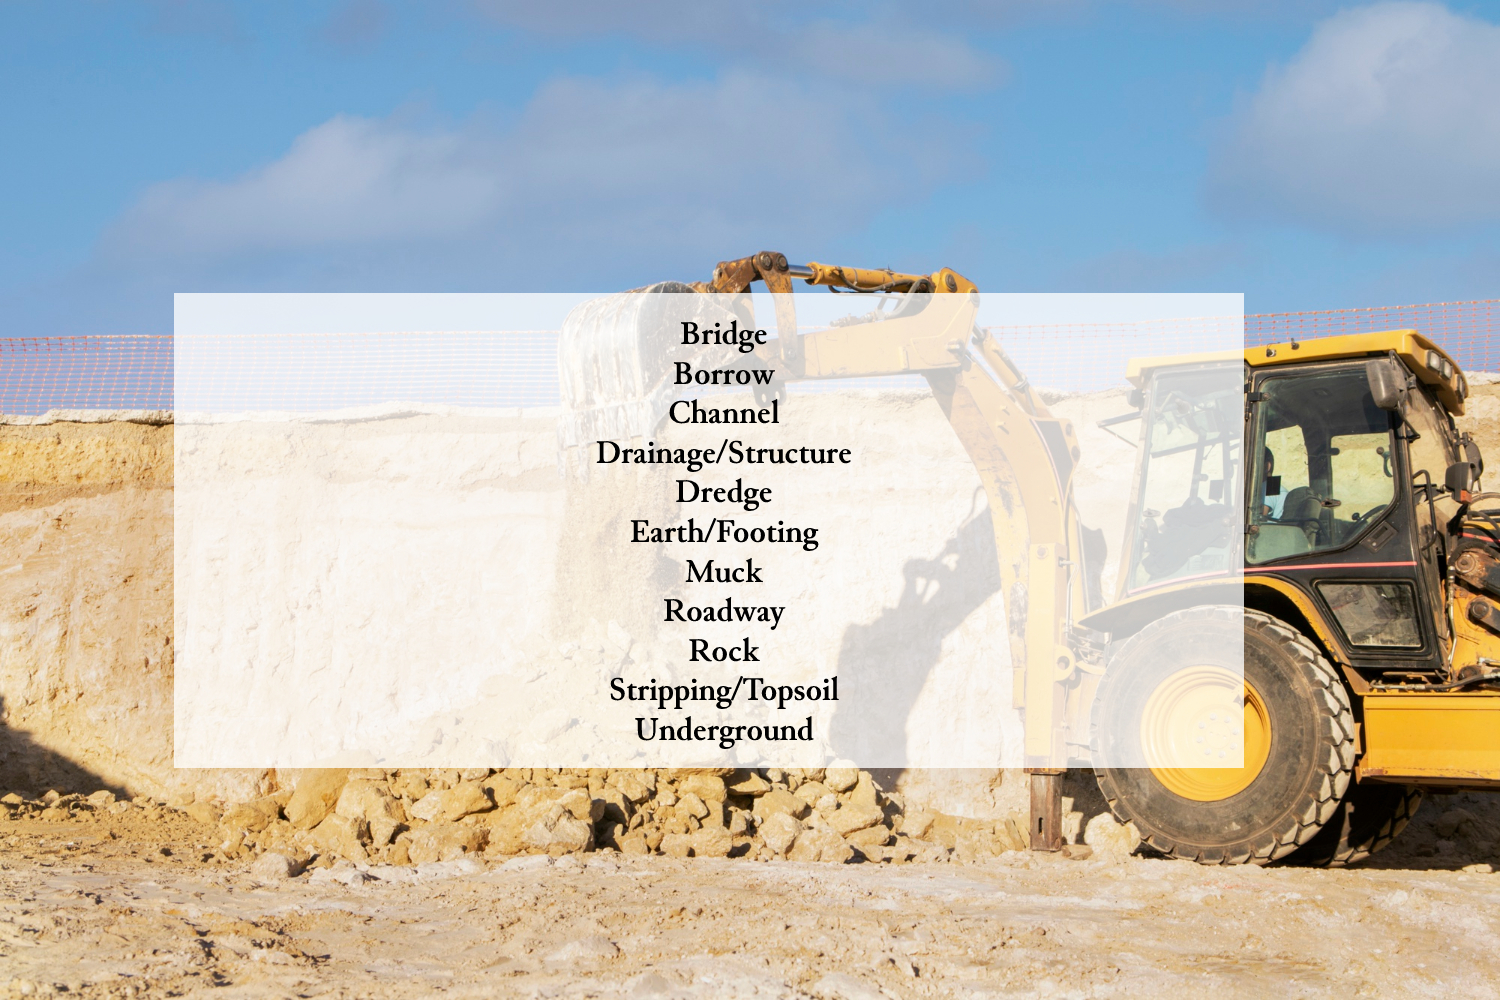 Bridge
Borrow
Channel
Drainage/Structure
Dredge
Earth/Footing
Muck
Roadway
Rock
Stripping/Topsoil
Underground